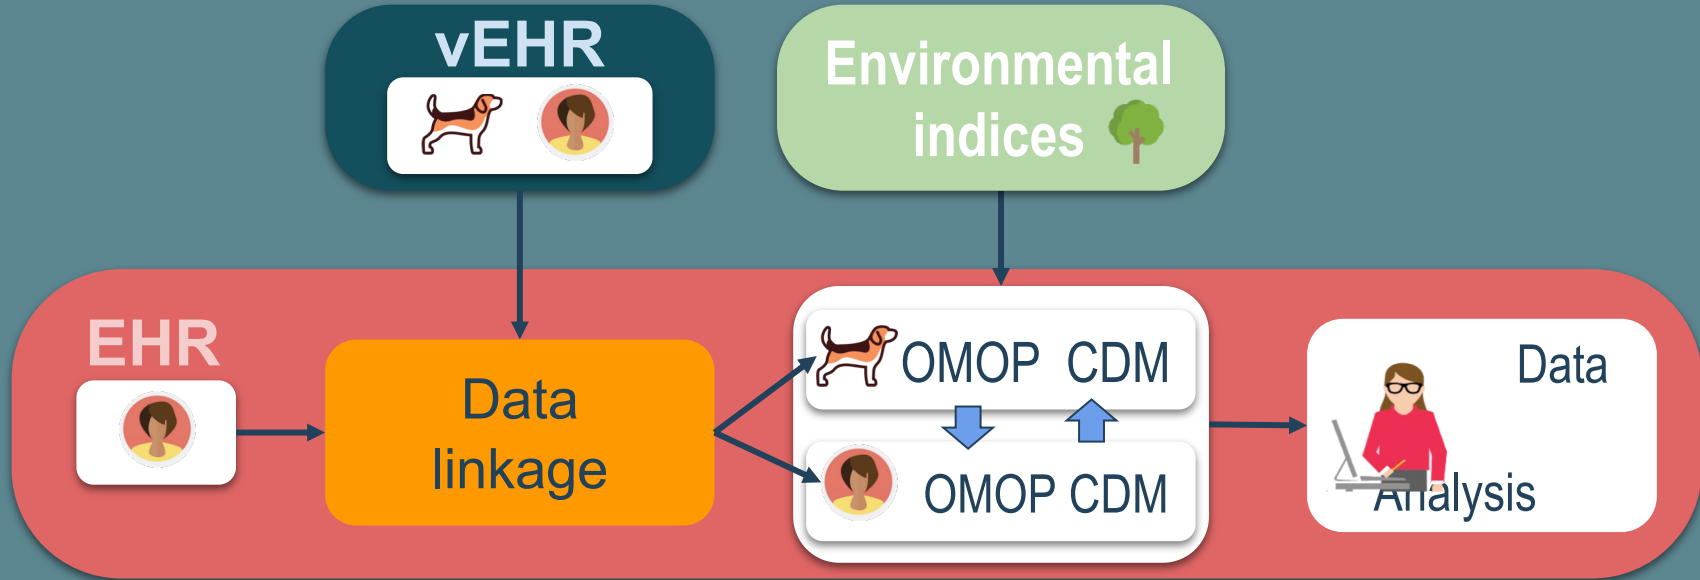 vEHR
Environmental
indices
EHR
Data
linkage
OMOP CDM
OMOP CDM
Data
Analysis